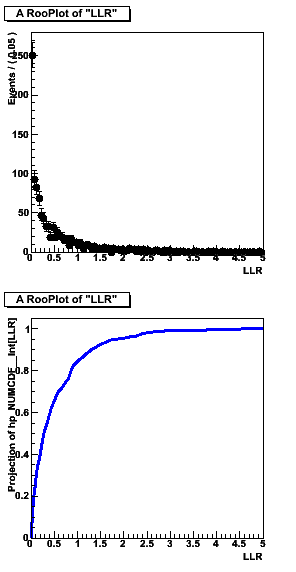 A RooPlot of "LLR"
Events / ( 0.05 )
250
200
150
100
50
0
0 0.5 1 1.5 2 2.5 3 3.5 4 4.5 5
LLR
A RooPlot of "LLR"
Projection of hp_NUMCDF__Int[LLR]
1
0.8
0.6
0.4
0.2
0
0 0.5 1 1.5 2 2.5 3 3.5 4 4.5 5
LLR